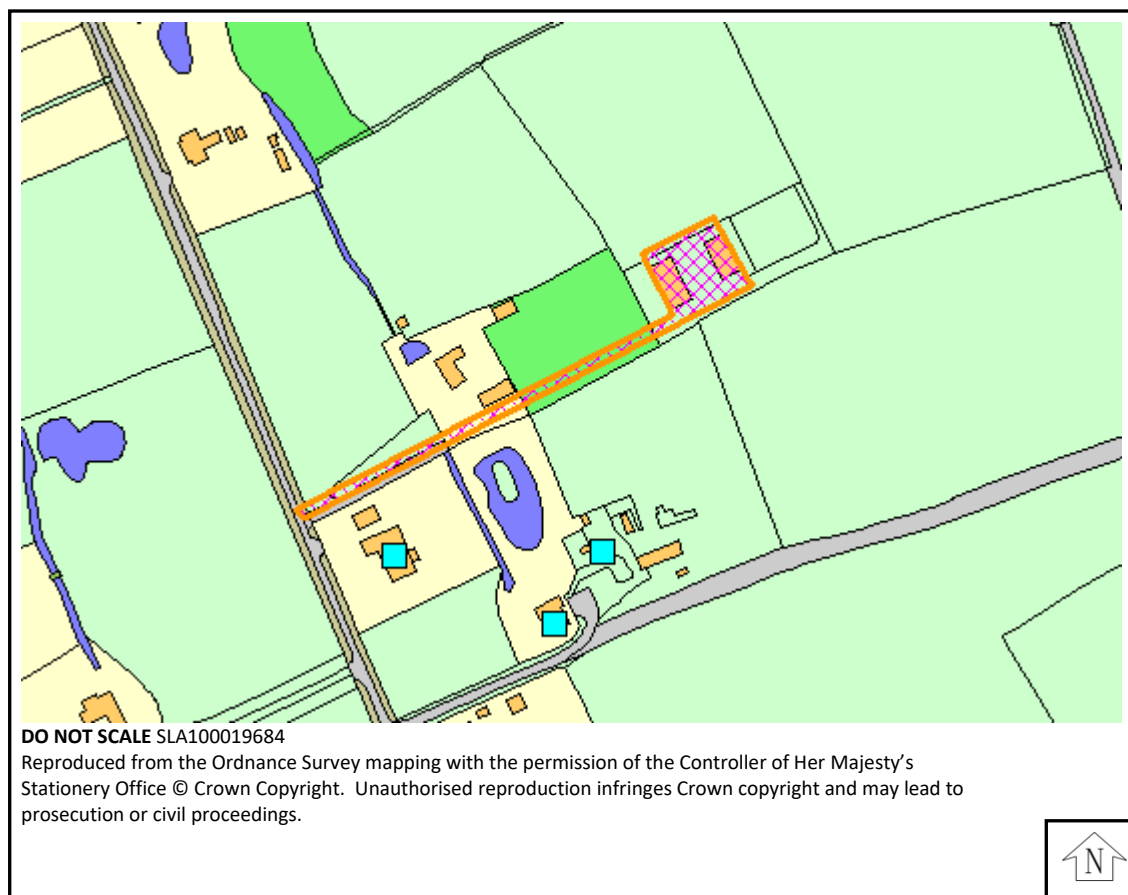 DO NOT SCALE SLA100019684
Reproduced from the Ordnance Survey mapping with the permission of the Controller of Her Majesty’s
Stationery Office © Crown Copyright.  Unauthorised reproduction infringes Crown copyright and may lead to
prosecution or civil proceedings.
N